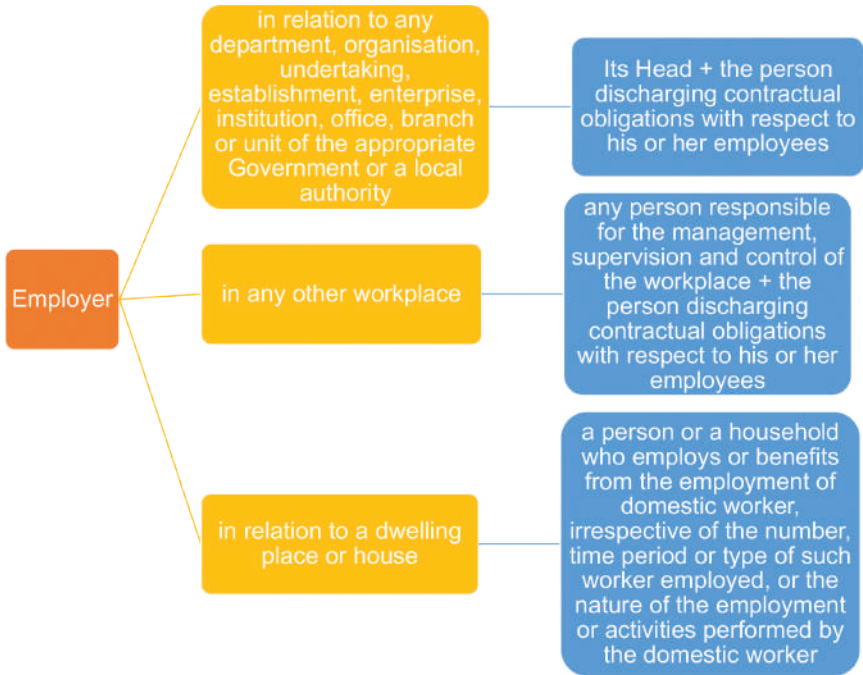 Employer
in relation to any
department, organisation,
undertaking,
establishment, enterprise,
institution, office, branch
or unit of the appropriate
Government or a local
authority
Its Head + the person
discharging contractual
obligations with respect to
his or her employees
in any other workplace
any person responsible
for the management,
supervision and control of
the workplace + the
person discharging
contractual obligations
with respect to his or her
employees
in relation to a dwelling
place or house
a person or a household
who employs or benefits
from the employment of
domestic worker,
irrespective of the number,
time period or type of such
worker employed, or the
nature of the employment
or activities performed by
the domestic worker